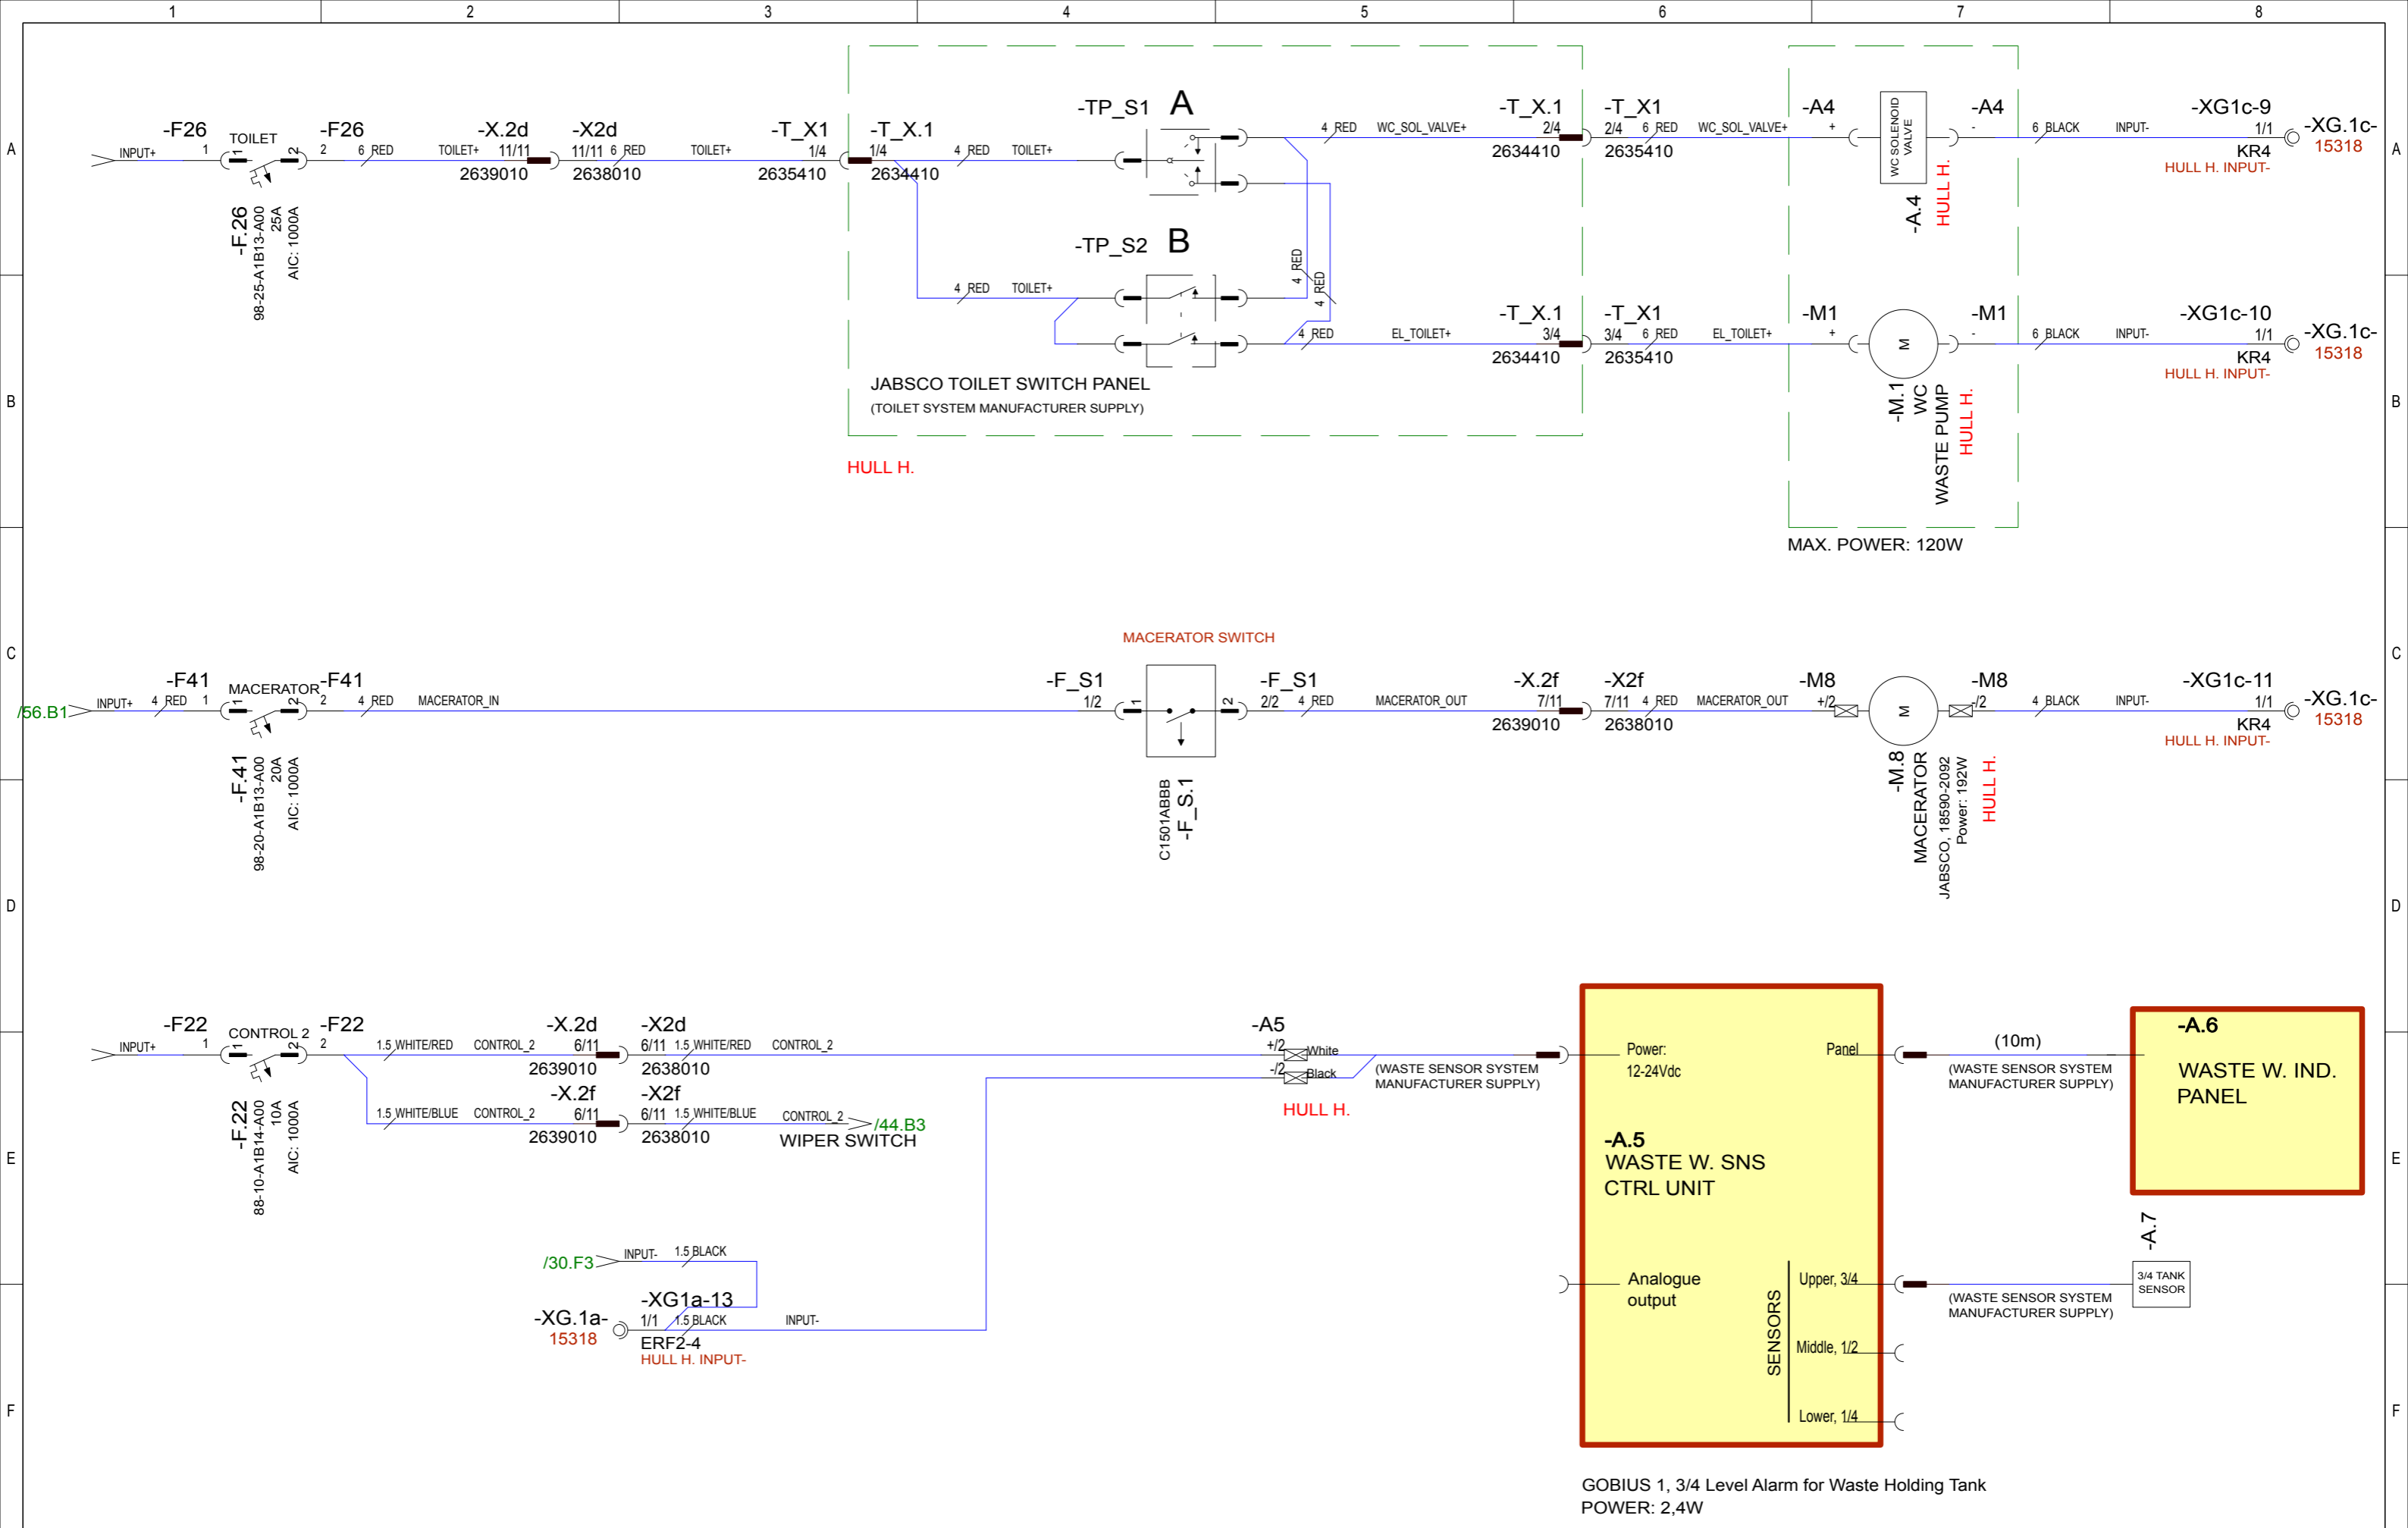 1 2 3 4 5 6 7 8
A
-F26 TOILET -F26
INPUT+ 1 1 2 2 6 RED TOILET+
-F.26
98-25-A1B13-A00
25A
AIC: 1000A
-X.2d -X2d
11/11 11/11 6 RED TOILET+
2639010 2638010
-T_X1 -T_X.1
1/4 1/4 4 RED TOILET+
2635410 2634410
-TP_S1 A
4 RED WC_SOL_VALVE+
-T_X.1 -T_X1
2/4 2/4 6 RED WC_SOL_VALVE+
2634410 2635410
-A4 -A4
+ -
WC SOLENOID
VALVE
-A.4
HULL H.
6 BLACK INPUT-
-XG1c-9
1/1
KR4
HULL H. INPUT-
-XG.1c-
15318
A
-TP_S2 B
4 RED TOILET+
4 RED
4 RED
4 RED EL_TOILET+
-T_X.1 -T_X1
3/4 3/4 6 RED EL_TOILET+
2634410 2635410
-M1 -M1
+ -
M
-M.1
WC
WASTE PUMP
HULL H.
6 BLACK INPUT-
-XG1c-10
1/1
KR4
HULL H. INPUT-
-XG.1c-
15318
B
B
JABSCO TOILET SWITCH PANEL
(TOILET SYSTEM MANUFACTURER SUPPLY)
HULL H.
MAX. POWER: 120W
C
C
MACERATOR SWITCH
/56.B1 INPUT+ 4 RED
-F41 MACERATOR -F41
1 1 2 2 4 RED MACERATOR_IN
-F.41
98-20-A1B13-A00
20A
AIC: 1000A
-F_S1 -F_S1
1/2 1 2 2/2 4 RED MACERATOR_OUT
C1501ABBB
-F_S.1
-X.2f -X2f
7/11 7/11 4 RED MACERATOR_OUT
2639010 2638010
-M8 -M8
+/2 -/2
M
-M.8
MACERATOR
JABSCO, 18590-2092
Power: 192W
HULL H.
4 BLACK INPUT-
-XG1c-11
1/1
KR4
HULL H. INPUT-
-XG.1c-
15318
D
D
-F22 CONTROL 2 -F22
INPUT+ 1 1 2 2
-F.22
88-10-A1B14-A00
10A
AIC: 1000A
1.5 WHITE/RED CONTROL_2
-X.2d -X2d
6/11 6/11 1.5 WHITE/RED CONTROL_2
2639010 2638010
1.5 WHITE/BLUE CONTROL_2
-X.2f -X2f
6/11 6/11 1.5 WHITE/BLUE CONTROL_2 /44.B3
2639010 2638010 WIPER SWITCH
-A5
+/2 White
-/2 Black
HULL H.
(WASTE SENSOR SYSTEM
MANUFACTURER SUPPLY)
Power:
12-24Vdc
Panel
(10m)
(WASTE SENSOR SYSTEM
MANUFACTURER SUPPLY)
-A.6
WASTE W. IND.
PANEL
E
E
-A.5
WASTE W. SNS
CTRL UNIT
-A.7
3/4 TANK
SENSOR
/30.F3 INPUT- 1.5 BLACK
-XG.1a-
15318
-XG1a-13
1/1 1.5 BLACK INPUT-
ERF2-4
HULL H. INPUT-
Analogue
output
SENSORS
Upper, 3/4
(WASTE SENSOR SYSTEM
MANUFACTURER SUPPLY)
Middle, 1/2
Lower, 1/4
F
F
GOBIUS 1, 3/4 Level Alarm for Waste Holding Tank
POWER: 2,4W